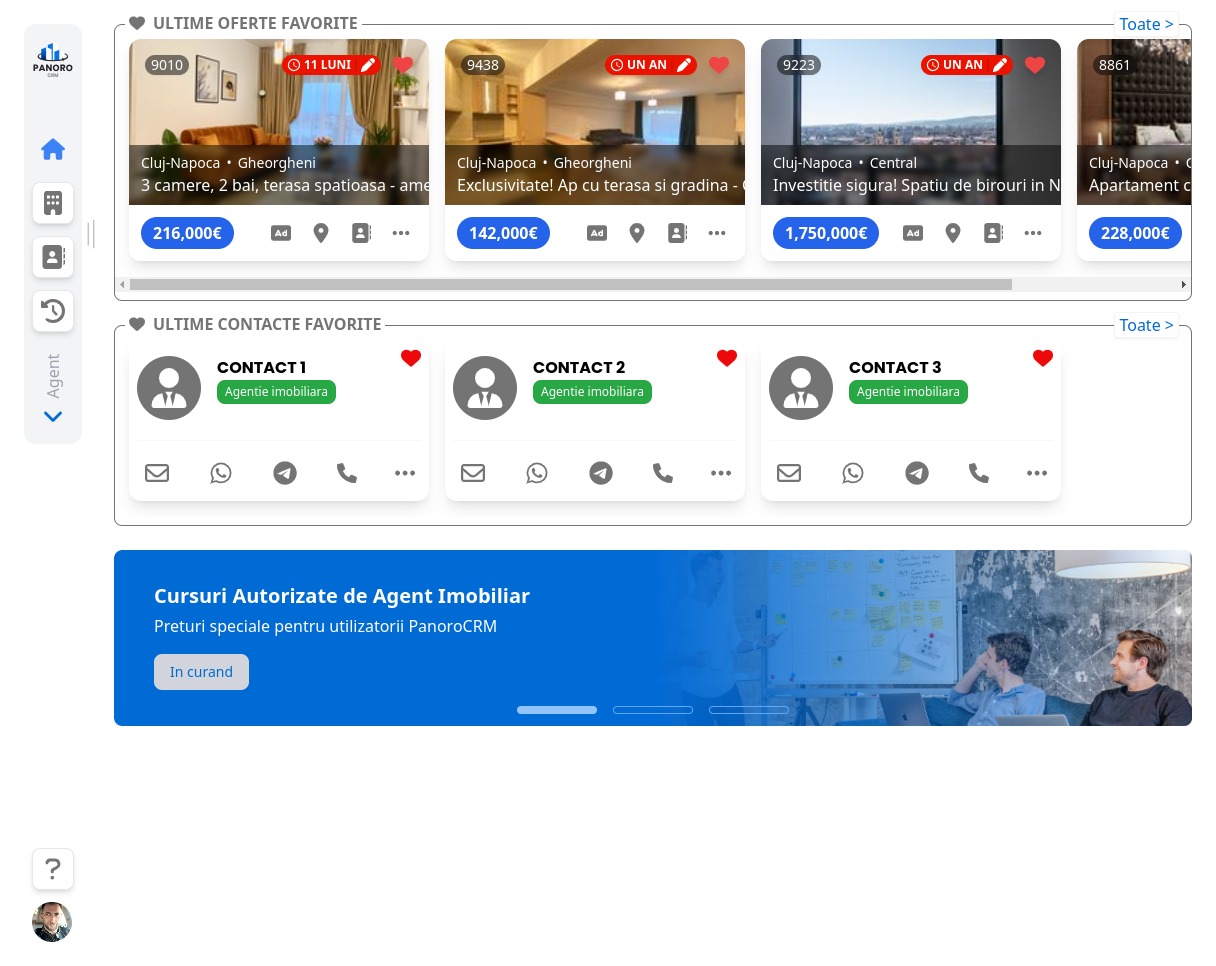 PANORO
CRM
Agent
ULTIME OFERTE FAVORITE
Toate >
9010
11 LUNI
Cluj-Napoca • Gheorgheni
3 camere, 2 bai, terasa spatioasa - ame
216,000€
Ad
9438
UN AN
Cluj-Napoca • Gheorgheni
Exclusivitate! Ap cu terasa si gradina -
142,000€
Ad
9223
UN AN
Cluj-Napoca • Central
Investitie sigura! Spatiu de birouri in N
1,750,000€
Ad
8861
Cluj-Napoca •
Apartament c
228,000€
ULTIME CONTACTE FAVORITE
Toate >
CONTACT 1
Agentie imobiliara
CONTACT 2
Agentie imobiliara
CONTACT 3
Agentie imobiliara
Cursuri Autorizate de Agent Imobiliar
Preturi speciale pentru utilizatorii PanoroCRM
In curand
?